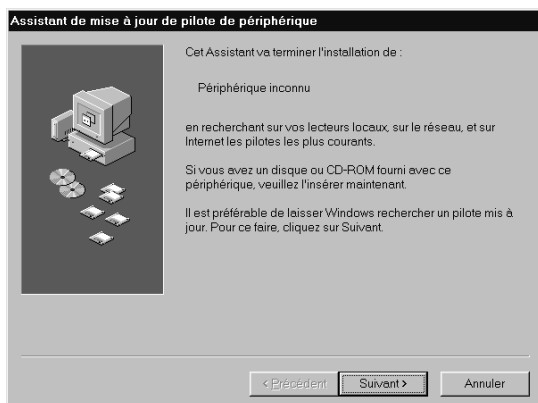 Assistant de mise à jour de pilote de périphérique
Cet Assistant va terminer l'installation de :
Périphérique inconnu
en recherchant sur vos lecteurs locaux, sur le réseau, et sur
Internet les pilotes les plus courants.
Si vous avez un disque ou CD-ROM fourni avec ce
périphérique, veuillez l'insérer maintenant.
Il est préférable de laisser Windows rechercher un pilote mis à
jour. Pour ce faire, cliquez sur Suivant.
< Précédent Suivant > Annuler